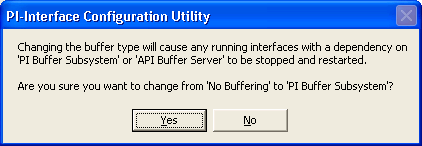 PI-Interface Configuration Utility
Changing the buffer type will cause any running interfaces with a dependency on
'PI Buffer Subsystem' or 'API Buffer Server' to be stopped and restarted.
Are you sure you want to change from 'No Buffering' to 'PI Buffer Subsystem'?
Yes
No